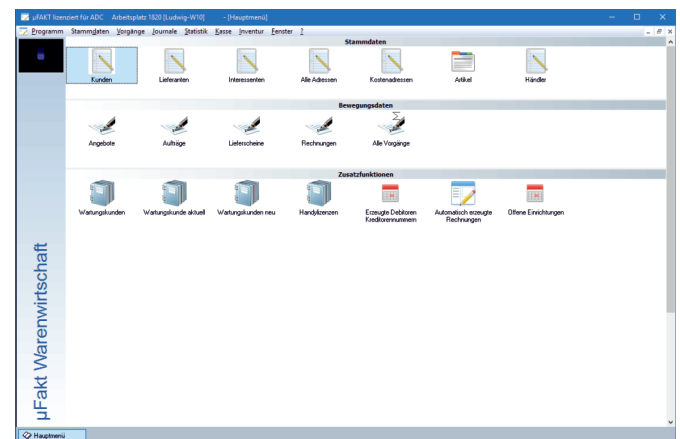 µFAKT lizenziert für ADC Arbeitsplatz 1820 [Ludwig-W10] - [Hauptmenü]
Programm Stammdaten Vorgänge Journale Statistik Kasse Inventur Fenster ?
Stammdaten
Kunden Lieferanten Interessenten Alle Adressen Kostenadressen Artikel Händler
Bewegungsdaten
Angebote Aufträge Lieferscheine Rechnungen Alle Vorgänge
Zusatzfunktionen
Wartungskunden Wartungskunde aktuell Wartungskunden neu Handylizenzen Erzeugte Debitoren Automatisch erzeugte Offene Einrichtungen
Kreditorennummern Rechnungen
µFakt Warenwirtschaft
Hauptmenü